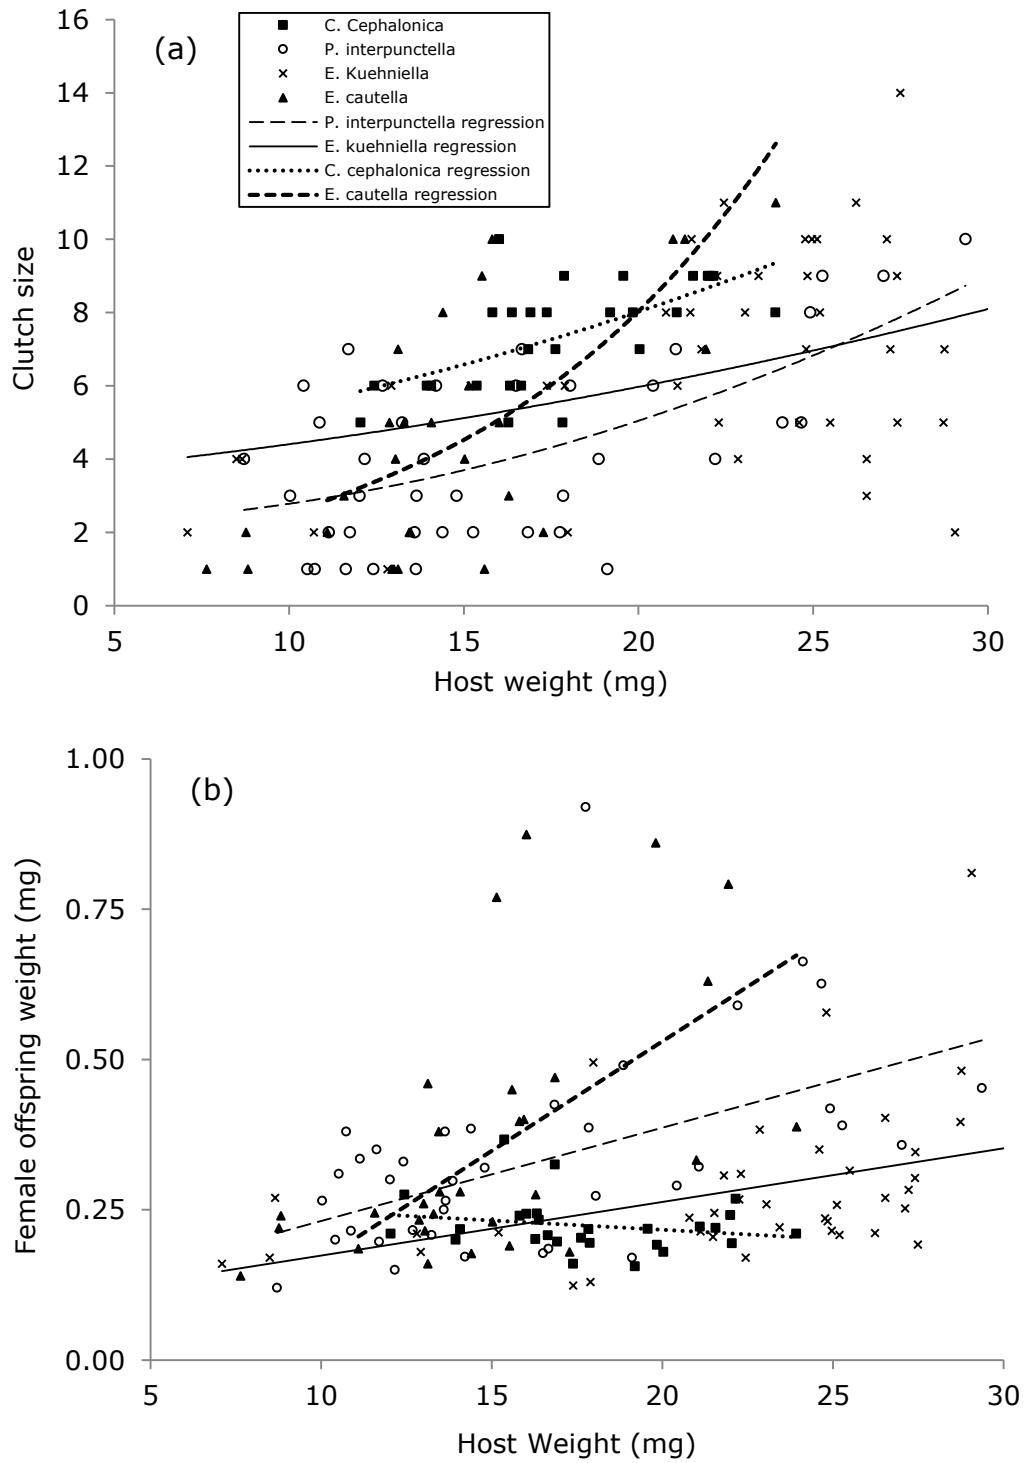 16
(a)
C. Cephalonica
P. interpunctella
E. Kuehniella
E. cautella
P. interpunctella regression
E. kuehniella regression
C. cephalonica regression
E. cautella regression
14
12
10
8
6
4
2
0
Clutch size
5 10 15 20 25 30
Host weight (mg)
1.00
(b)
0.75
0.50
0.25
0.00
Female offspring weight (mg)
5 10 15 20 25 30
Host Weight (mg)